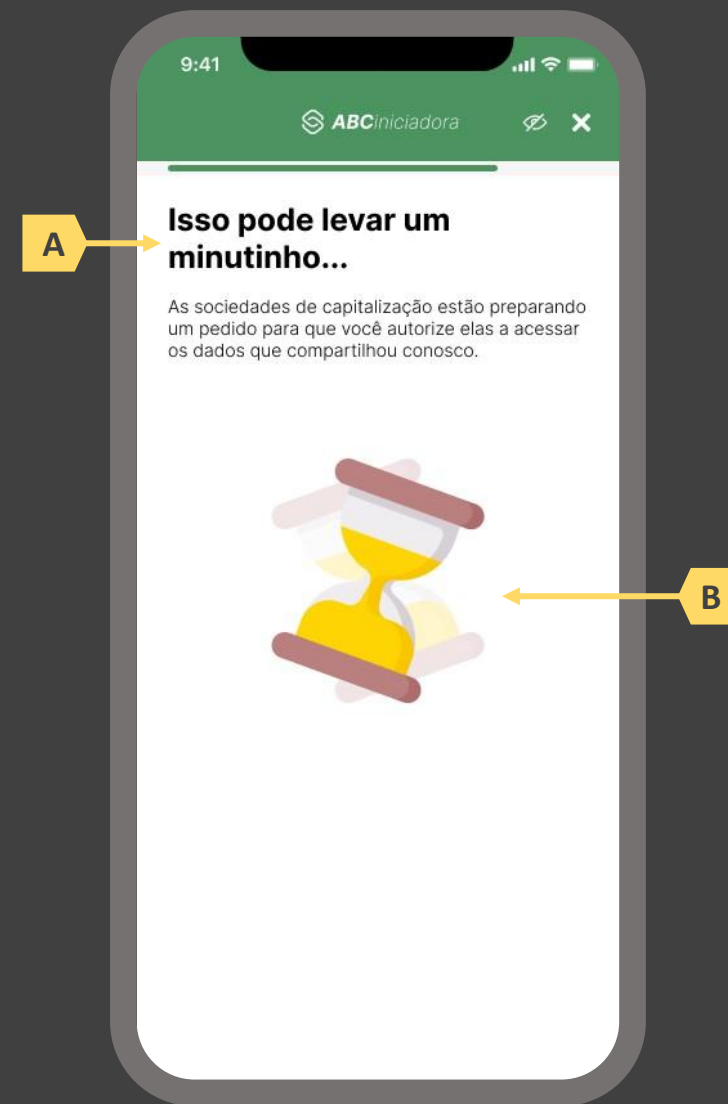 9:41
ABCiniciadora
A
Isso pode levar um
minutinho...
As sociedades de capitalização estão preparando
um pedido para que você autorize elas a acessar
os dados que compartilhou conosco.
B